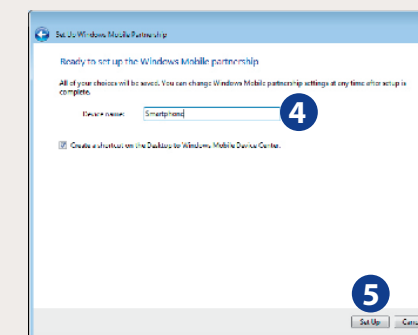 Set Up Windows Mobile Partnership
Ready to set up the Windows Mobile partnership
All of your choices will be saved. You can change Windows Mobile partnership settings at any time after setup is
complete.
Device name: Smartphone
4
Create a shortcut on the Desktop to Windows Mobile Device Center.
5
Set Up